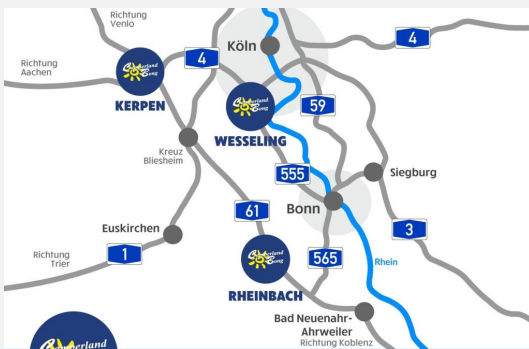 Richtung
Venlo
Köln
4
4
Richtung
Aachen
59
KERPEN
WESSELING
Kreuz
Bliesheim
555
Siegburg
Bonn
61
Euskirchen
3
1
Richtung
Trier
565
Rhein
RHEINBACH
Bad Neuenahr-
Ahrweiler
Richtung Koblenz